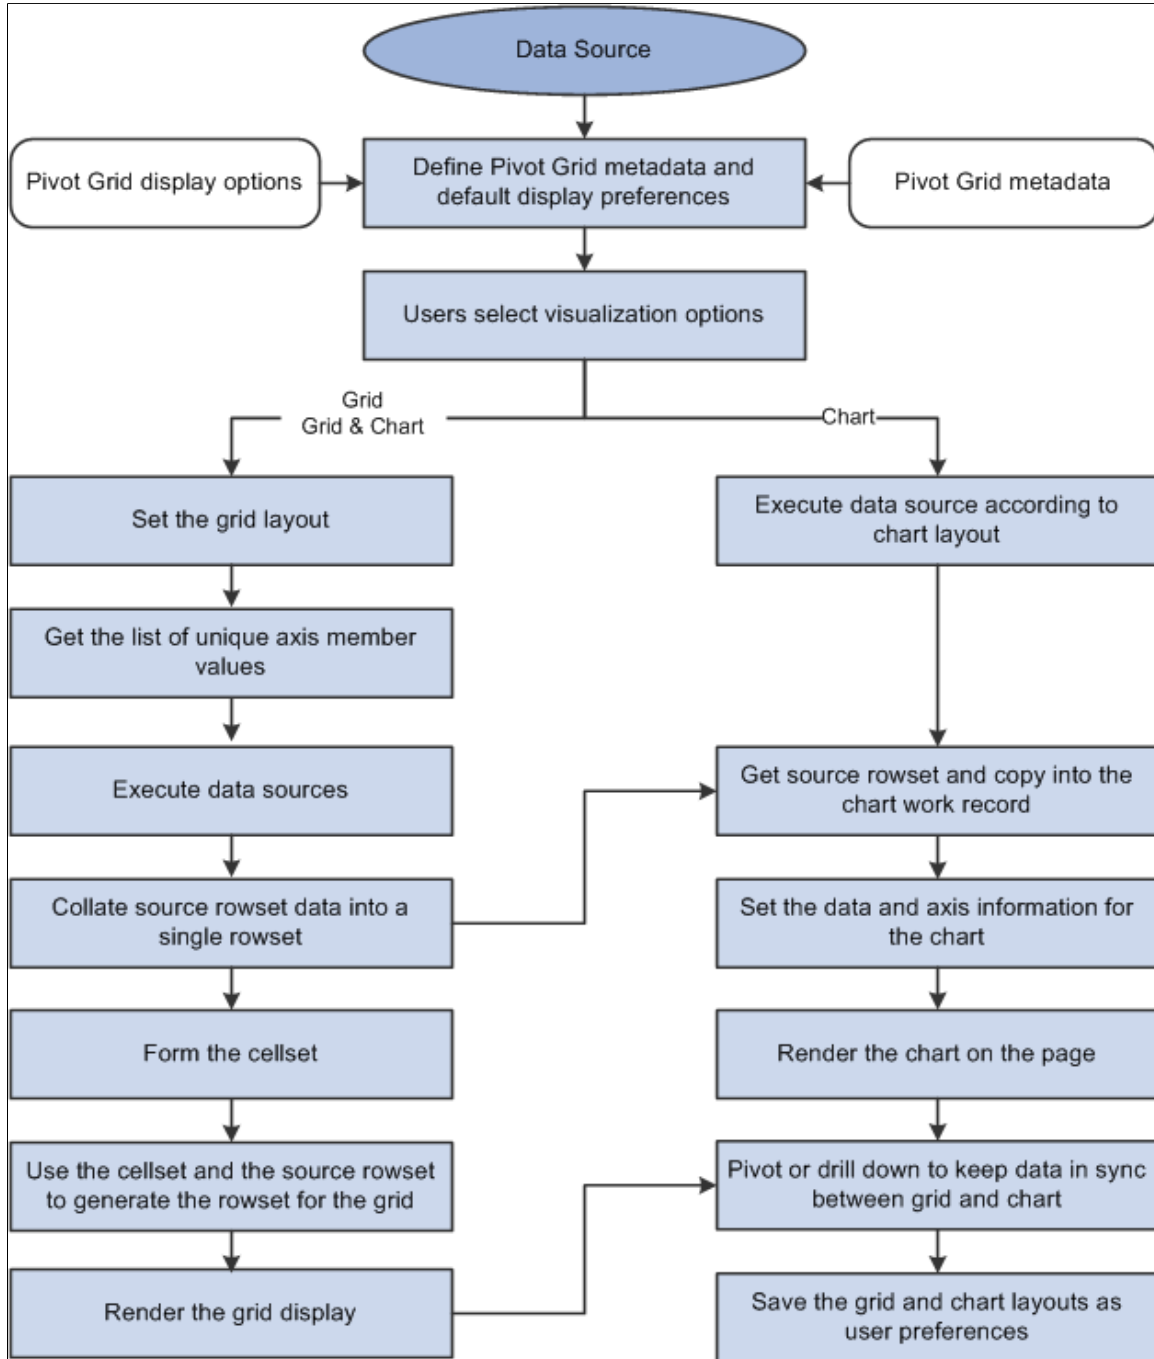 Data Source
Pivot Grid display options
Define Pivot Grid metadata and
default display preferences
Pivot Grid metadata
Users select visualization options
Grid
Grid & Chart
Chart
Set the grid layout
Execute data source according to
chart layout
Get the list of unique axis member
values
Execute data sources
Get source rowset and copy into the
chart work record
Collate source rowset data into a
single rowset
Set the data and axis information for
the chart
Form the cellset
Render the chart on the page
Use the cellset and the source rowset
to generate the rowset for the grid
Pivot or drill down to keep data in sync
between grid and chart
Render the grid display
Save the grid and chart layouts as
user preferences